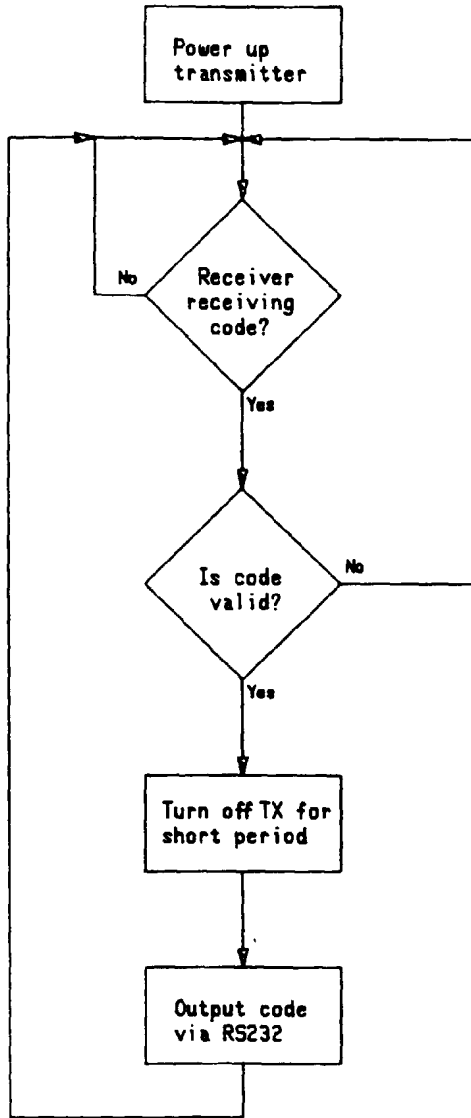 Power up
transmitter
No
Receiver
receiving
code?
Yes
Is code
valid?
No
Yes
Turn off TX for
short period
Output code
via RS232